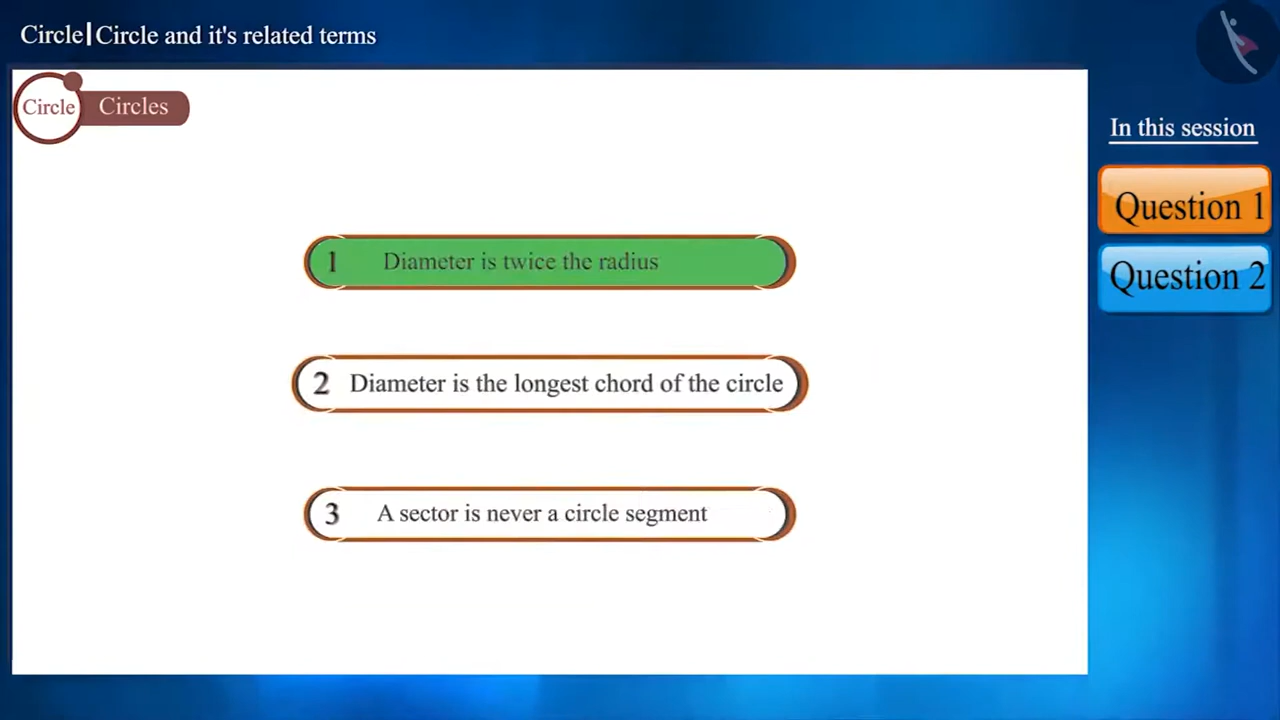 Circle|Circle and it's related terms
Circle Circles
In this session
Question 1
Question 2
1 Diameter is twice the radius
2 Diameter is the longest chord of the circle
3 A sector is never a circle segment